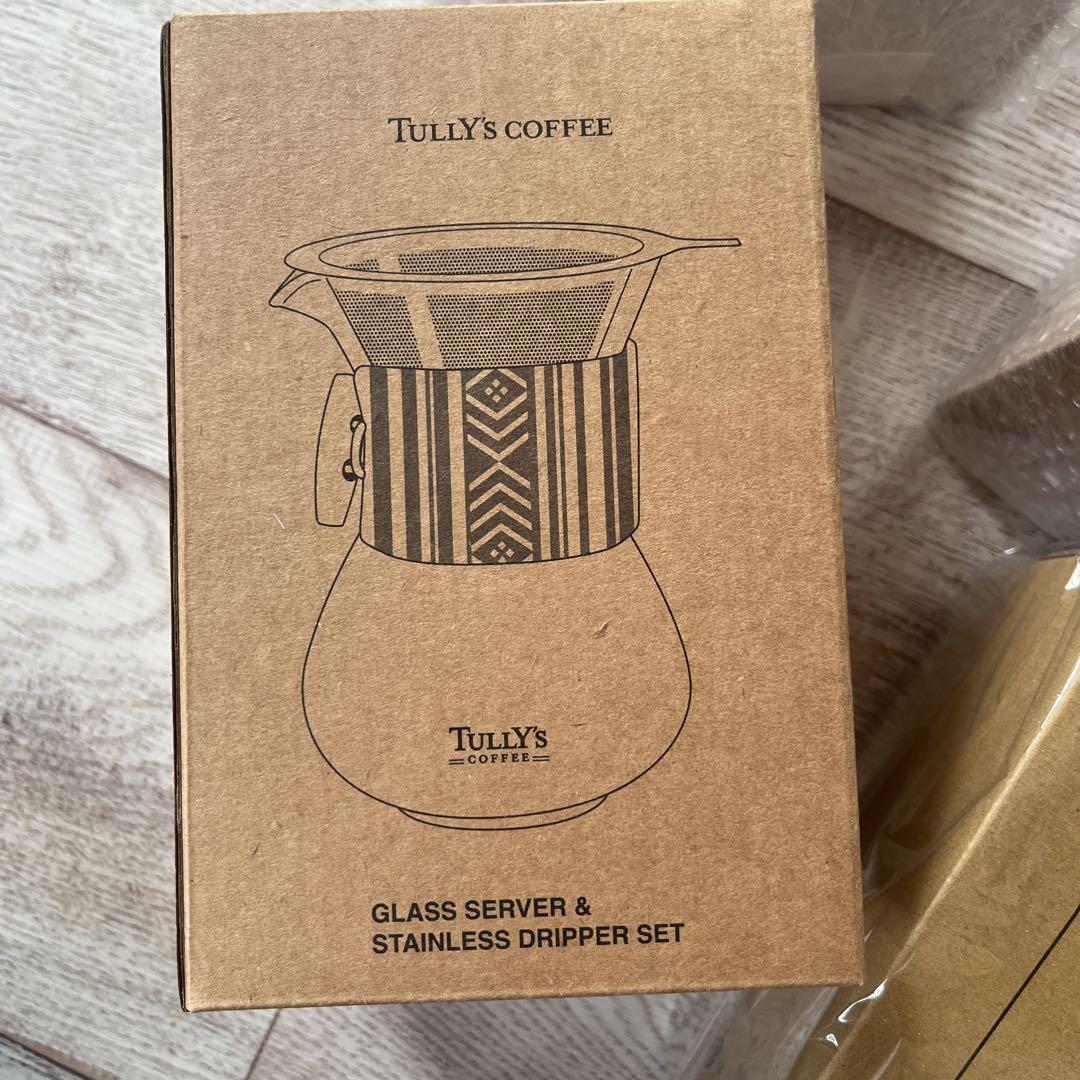 TULLY'S COFFEE
TULLY'S
COFFEE
GLASS SERVER &
STAINLESS DRIPPER SET